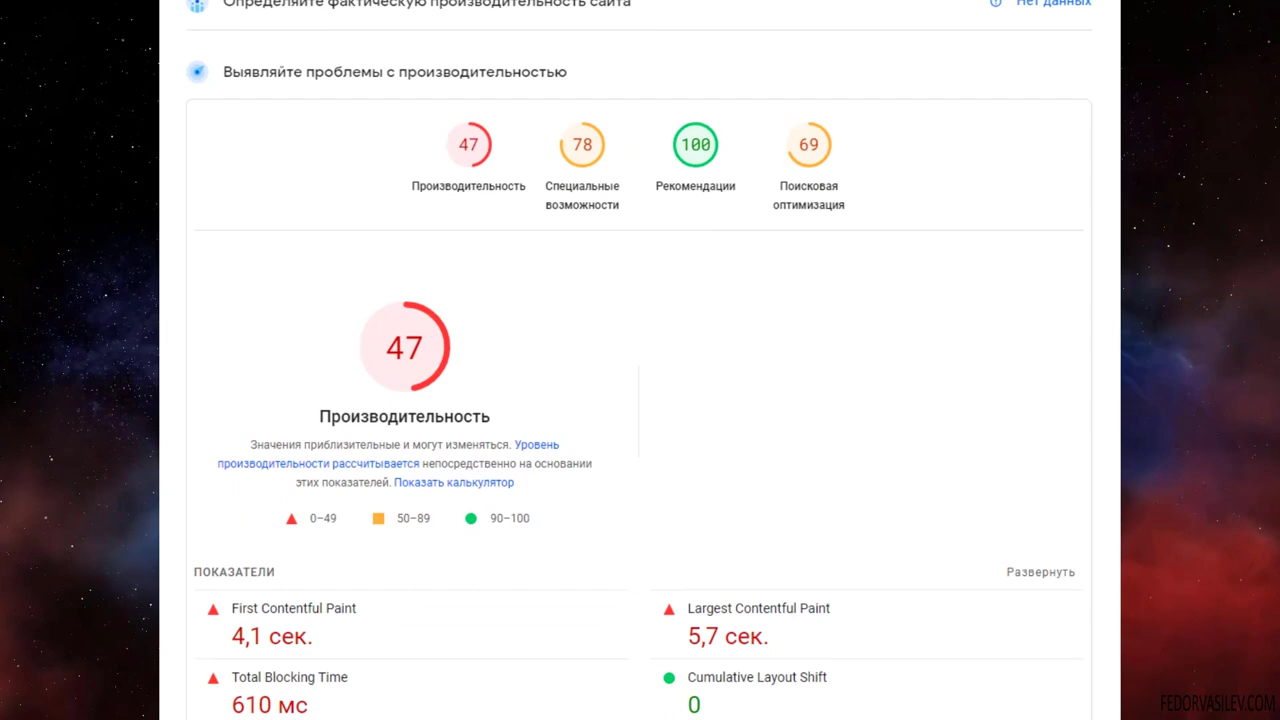 Определяйте фактическую производительность сайта
Нет данных
Выявляйте проблемы с производительностью
47
78
100
69
Производительность
Специальные
возможности
Рекомендации
Поисковая
оптимизация
47
Производительность
Значения приблизительные и могут изменяться. Уровень
производительности рассчитывается непосредственно на основании
этих показателей. Показать калькулятор
0–49
50–89
90–100
ПОКАЗАТЕЛИ
Развернуть
First Contentful Paint
4,1 сек.
Largest Contentful Paint
5,7 сек.
Total Blocking Time
610 мс
Cumulative Layout Shift
0
FEDORVASILEV.COM